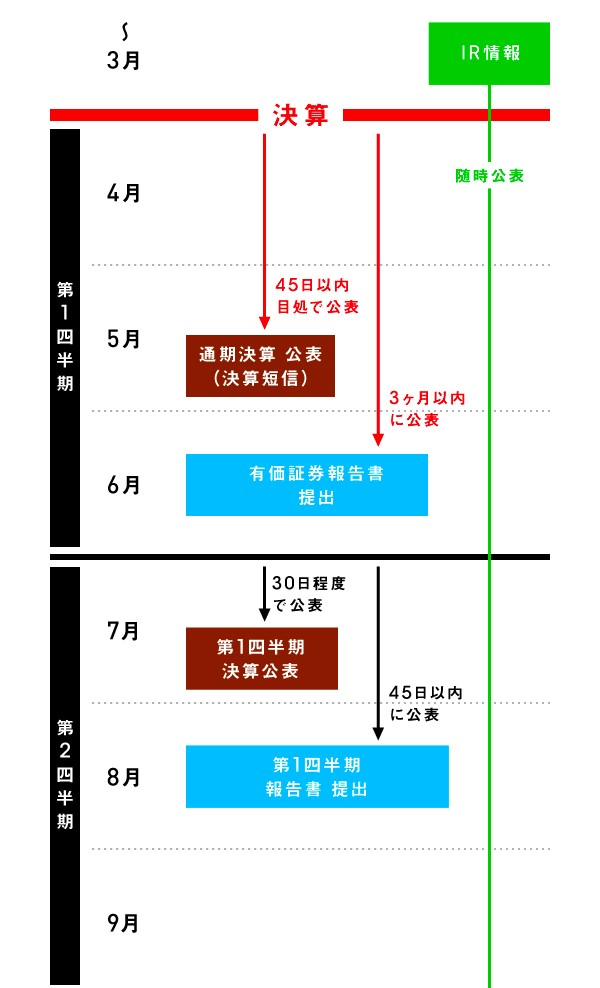 〜
3月
IR情報
決算
随時公表
第1四半期
4月
45日以内
目処で公表
5月
通期決算 公表
（決算短信）
3ヶ月以内
に公表
6月
有価証券報告書
提出
第2四半期
30日程度
で公表
7月
第1四半期
決算公表
45日以内
に公表
8月
第1四半期
報告書 提出
9月